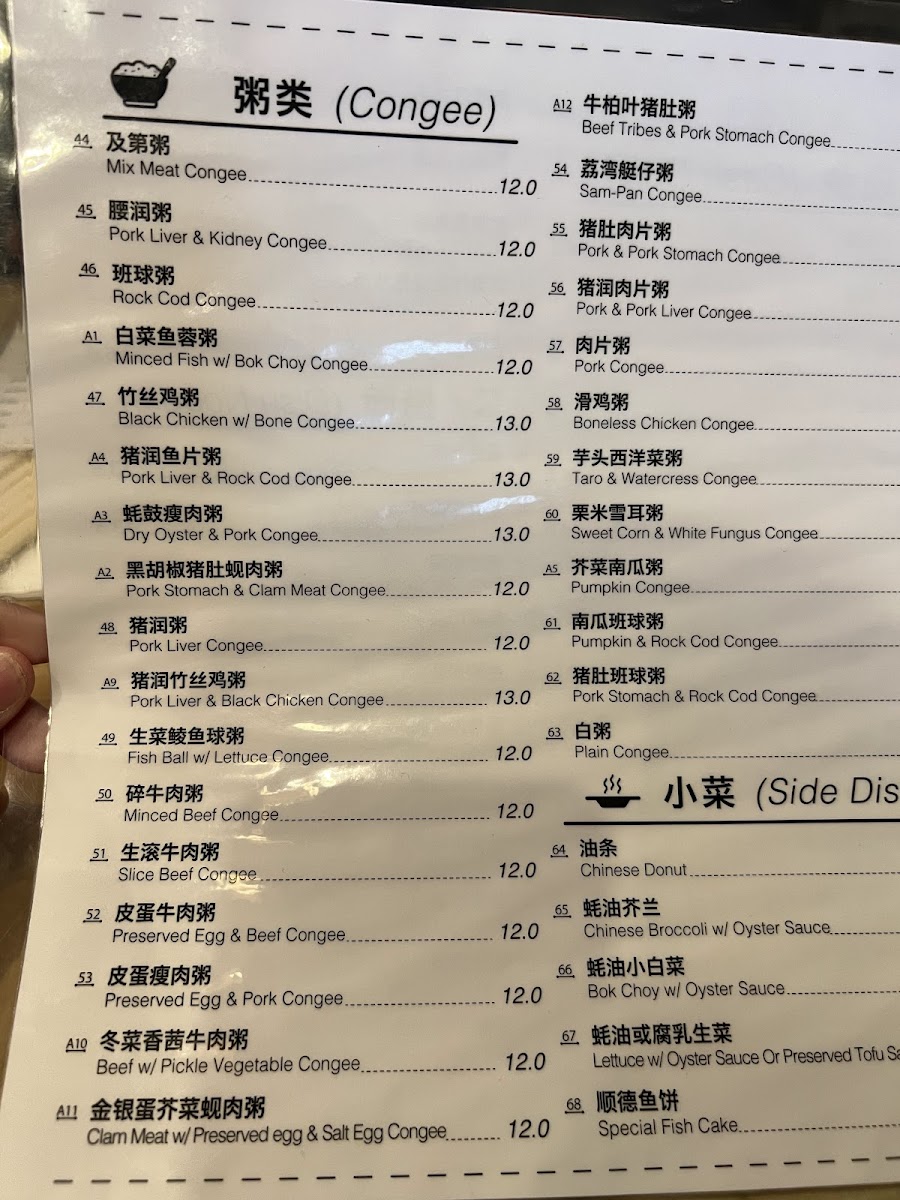 粥类 (Congee)
44 及第粥
Mix Meat Congee 12.0
45 腰润粥
Pork Liver & Kidney Congee 12.0
46 班球粥
Rock Cod Congee 12.0
A1 白菜鱼蓉粥
Minced Fish w/ Bok Choy Congee 12.0
47 竹丝鸡粥
Black Chicken w/ Bone Congee 13.0
A4 猪润鱼片粥
Pork Liver & Rock Cod Congee 13.0
A3 蚝鼓瘦肉粥
Dry Oyster & Pork Congee 13.0
A2 黑胡椒猪肚蚬肉粥
Pork Stomach & Clam Meat Congee 12.0
48 猪润粥
Pork Liver Congee 12.0
A9 猪润竹丝鸡粥
Pork Liver & Black Chicken Congee 13.0
49 生菜鲮鱼球粥
Fish Ball w/ Lettuce Congee 12.0
50 碎牛肉粥
Minced Beef Congee 12.0
51 生滚牛肉粥
Slice Beef Congee 12.0
52 皮蛋牛肉粥
Preserved Egg & Beef Congee 12.0
53 皮蛋瘦肉粥
Preserved Egg & Pork Congee 12.0
A10 冬菜香茜牛肉粥
Beef w/ Pickle Vegetable Congee 12.0
A11 金银蛋芥菜蚬肉粥
Clam Meat w/ Preserved egg & Salt Egg Congee 12.0
A12 牛柏叶猪肚粥
Beef Tribes & Pork Stomach Congee
54 荔湾艇仔粥
Sam-Pan Congee
55 猪肚肉片粥
Pork & Pork Stomach Congee
56 猪润肉片粥
Pork & Pork Liver Congee
57 肉片粥
Pork Congee
58 滑鸡粥
Boneless Chicken Congee
59 芋头西洋菜粥
Taro & Watercress Congee
60 栗米雪耳粥
Sweet Corn & White Fungus Congee
A5 芥菜南瓜粥
Pumpkin Congee
61 南瓜班球粥
Pumpkin & Rock Cod Congee
62 猪肚班球粥
Pork Stomach & Rock Cod Congee
63 白粥
Plain Congee
小菜 (Side Dis
64 油条
Chinese Donut
65 蚝油芥兰
Chinese Broccoli w/ Oyster Sauce
66 蚝油小白菜
Bok Choy w/ Oyster Sauce
67 蚝油或腐乳生菜
Lettuce w/ Oyster Sauce Or Preserved Tofu Sa
68 顺德鱼饼
Special Fish Cake